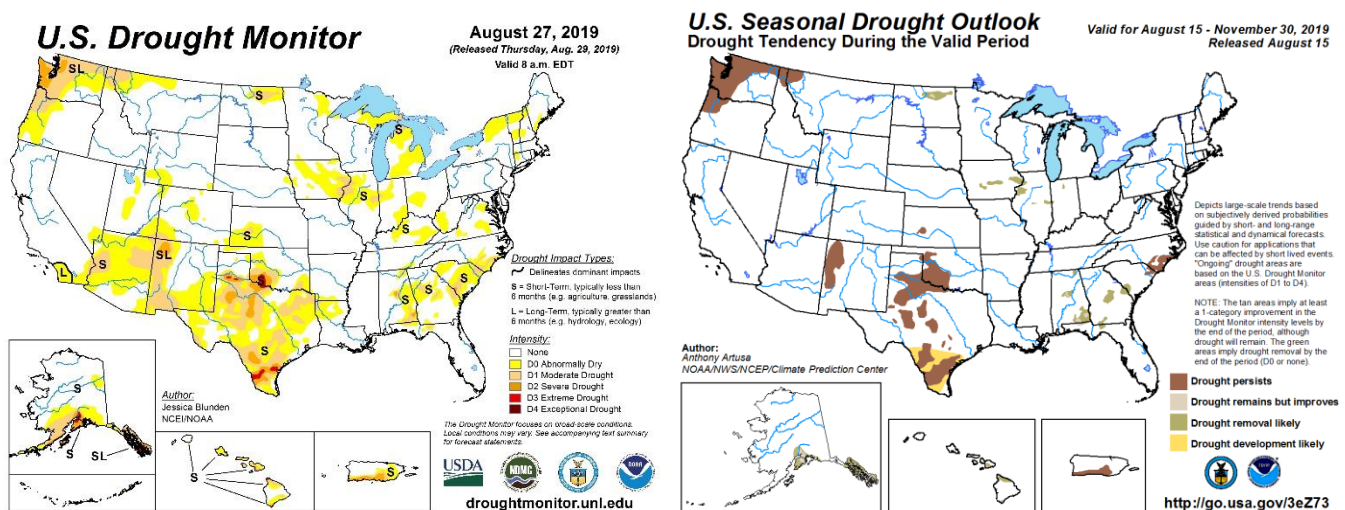 U.S. Drought Monitor
August 27, 2019
(Released Thursday, Aug. 29, 2019)
Valid 8 a.m. EDT
SL
S
S
S
S
S
SL
S
L
S
S
S
S
S
Drought Impact Types:
Delineates dominant impacts
S = Short-Term, typically less than
6 months (e.g. agriculture, grasslands)
L = Long-Term, typically greater than
6 months (e.g. hydrology, ecology)
Intensity:
None
D0 Abnormally Dry
D1 Moderate Drought
D2 Severe Drought
D3 Extreme Drought
D4 Exceptional Drought
S
S
SL
Author:
Jessica Blunden
NCEI/NOAA
S
S
The Drought Monitor focuses on broad-scale conditions.
Local conditions may vary. See accompanying text summary
for forecast statements.
USDA
NDMC
droughtmonitor.unl.edu
U.S. Seasonal Drought Outlook
Drought Tendency During the Valid Period
Valid for August 15 - November 30, 2019
Released August 15
Depicts large-scale trends based
on subjectively derived probabilities
guided by short- and long-range
statistical and dynamical forecasts.
Use caution for applications that
can be affected by short lived events.
"Ongoing" drought areas are
based on the U.S. Drought Monitor
areas (intensities of D1 to D4).
NOTE: The tan areas imply at least
a 1-category improvement in the
Drought Monitor intensity levels by
the end of the period, although
drought will remain. The green
areas imply drought removal by the
end of the period (D0 or none).
Author:
Anthony Artusa
NOAA/NWS/NCEP/Climate Prediction Center
Drought persists
Drought remains but improves
Drought removal likely
Drought development likely
http://go.usa.gov/3eZ73